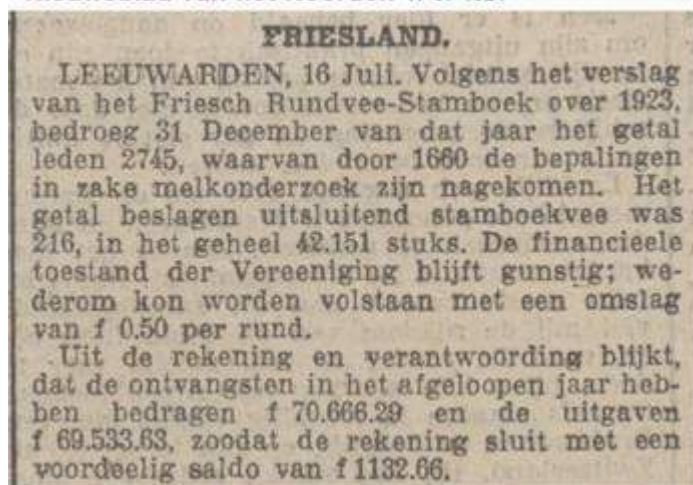 FRIESLAND.
LEEUWARDEN, 16 Juli. Volgens het verslag
van het Friesch Rundvee-Stamboek over 1923,
bedroeg 31 December van dat jaar het getal
leden 2745, waarvan door 1660 de bepalingen
in zake melkonderzoek zijn nagekomen. Het
getal beslagen uitsluitend stamboekvee was
216, in het geheel 42.151 stuks. De financieele
toestand der Vereeniging blijft gunstig; we-
derom kon worden volstaan met een omslag
van f 0.50 per rund.
Uit de rekening en verantwoording blijkt,
dat de ontvangsten in het afgeloopen jaar heb-
ben bedragen f 70.666.29 en de uitgaven
f 69.533.63, zoodat de rekening sluit met een
voordeelig saldo van f 1132.66.